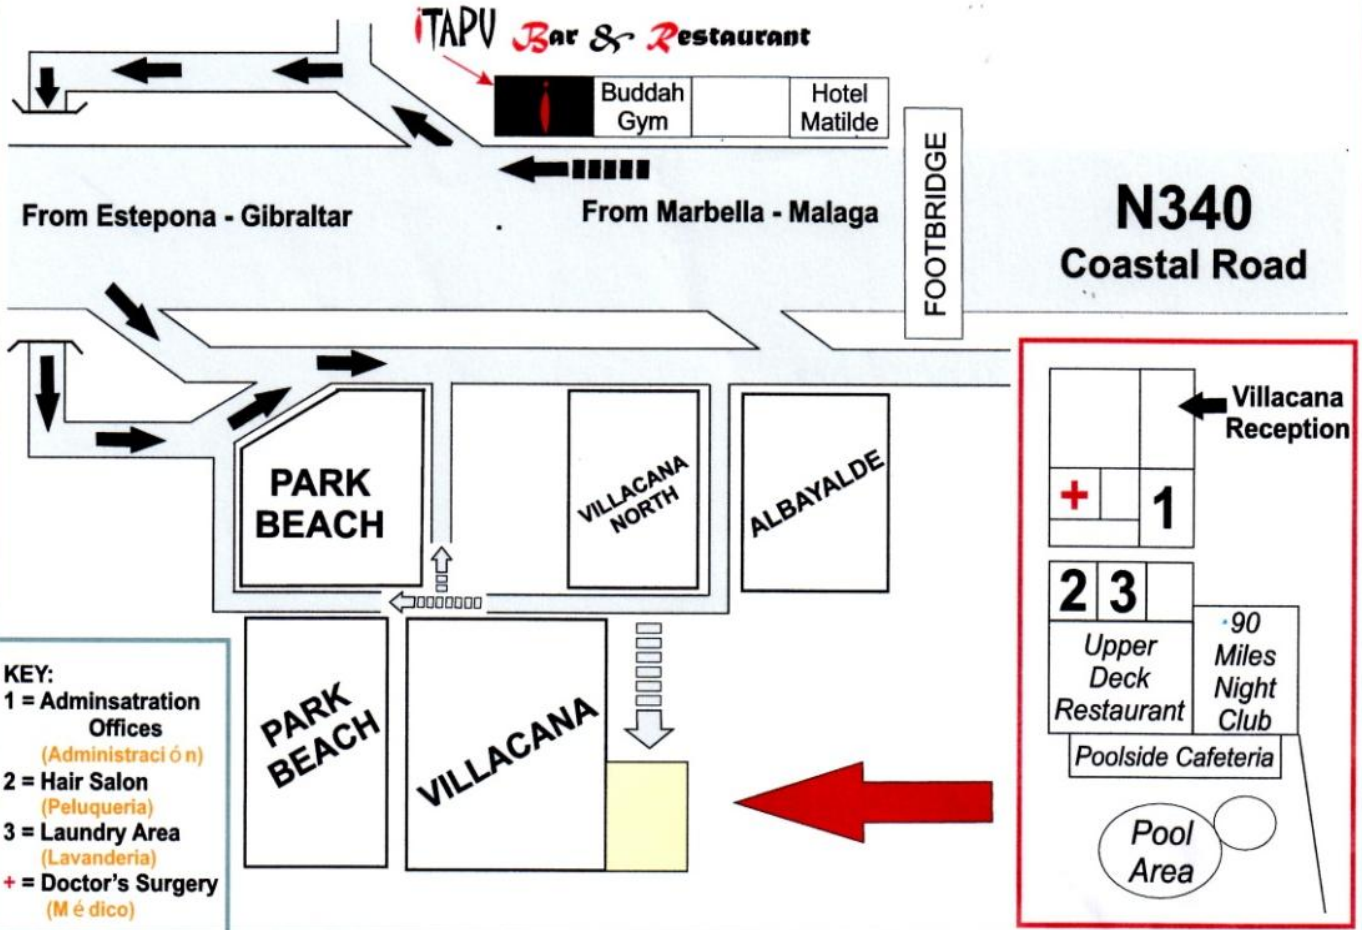 iTAPU Bar & Restaurant
i
Buddah
Gym
Hotel
Matilde
FOOTBRIDGE
From Estepona - Gibraltar
From Marbella - Malaga
N340
Coastal Road
PARK
BEACH
VILLACANA
NORTH
ALBAYALDE
PARK
BEACH
VILLACANA
Villacana
Reception
+
1
2
3
Upper
Deck
Restaurant
90
Miles
Night
Club
Poolside Cafeteria
Pool
Area
KEY:
1 = Adminsatration
Offices
(Administración)
2 = Hair Salon
(Peluqueria)
3 = Laundry Area
(Lavanderia)
+ = Doctor's Surgery
(Médico)